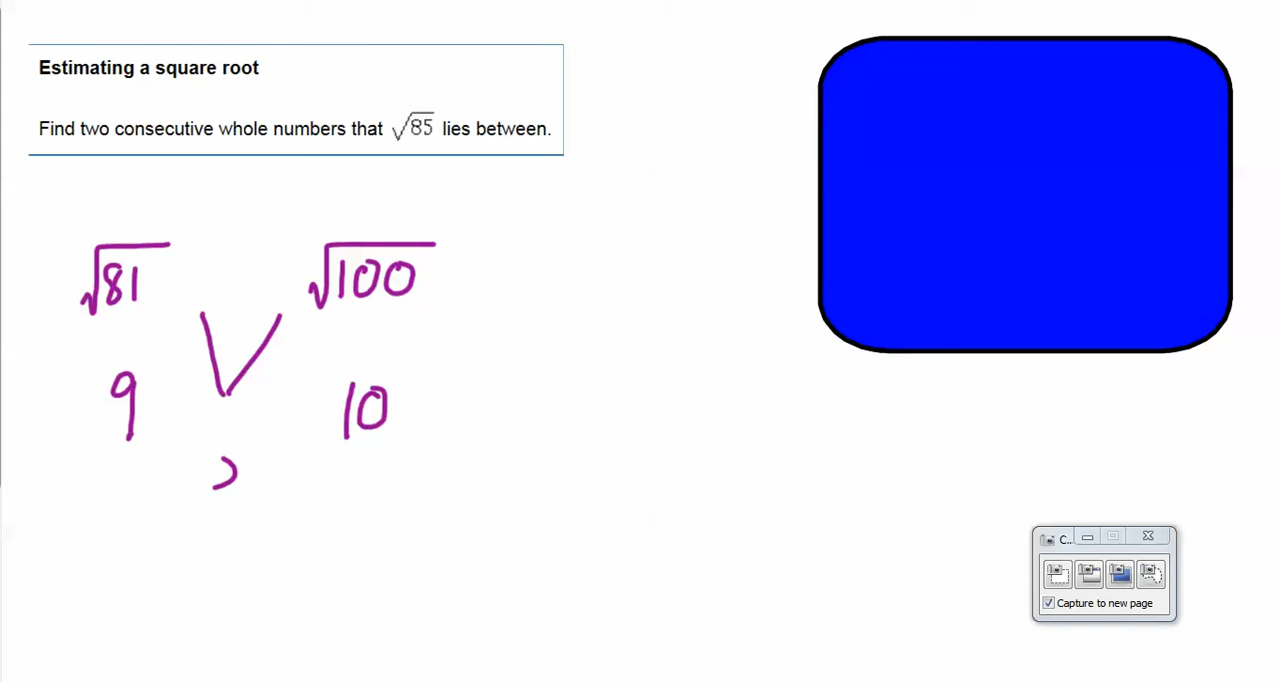 Estimating a square root
Find two consecutive whole numbers that √85 lies between.
√81 √100
9 10
C...
Capture to new page